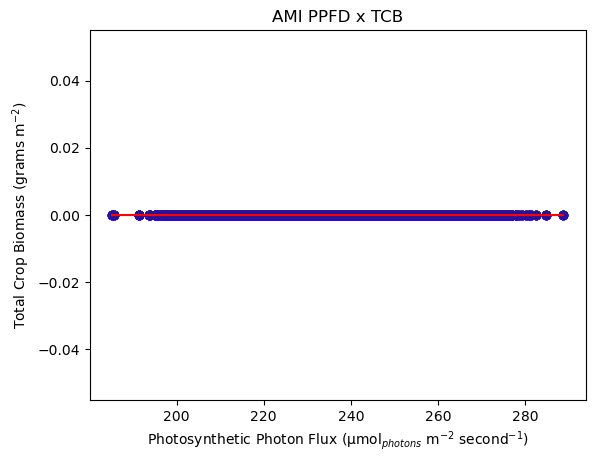 AMI PPFD x TCB
Total Crop Biomass (grams m⁻²)
0.04
0.02
0.00
−0.02
−0.04
200 220 240 260 280
Photosynthetic Photon Flux (μmol_photons m⁻² second⁻¹)